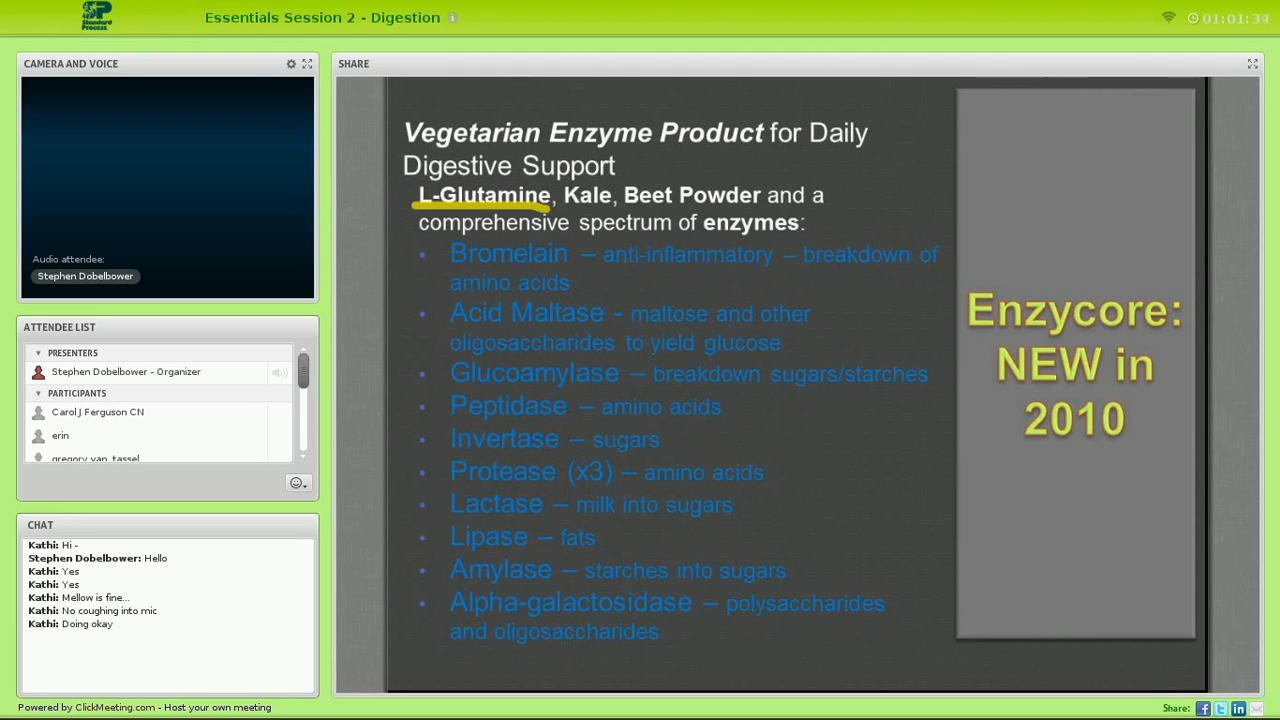 SP
Standard
Process
Essentials Session 2 - Digestion
01:01:34
CAMERA AND VOICE
Audio attendee:
Stephen Dobelbower
ATTENDEE LIST
PRESENTERS
Stephen Dobelbower - Organizer
PARTICIPANTS
Carol J Ferguson CN
erin
gregory van_tassel
CHAT
Kathi: Hi -
Stephen Dobelbower: Hello
Kathi: Yes
Kathi: Yes
Kathi: Mellow is fine...
Kathi: No coughing into mic
Kathi: Doing okay
SHARE
Vegetarian Enzyme Product for Daily
Digestive Support
L-Glutamine, Kale, Beet Powder and a
comprehensive spectrum of enzymes:
• Bromelain – anti-inflammatory – breakdown of
amino acids
• Acid Maltase - maltose and other
oligosaccharides to yield glucose
• Glucoamylase – breakdown sugars/starches
• Peptidase – amino acids
• Invertase – sugars
• Protease (x3) – amino acids
• Lactase – milk into sugars
• Lipase – fats
• Amylase – starches into sugars
• Alpha-galactosidase – polysaccharides
and oligosaccharides
Enzycore:
NEW in
2010
Powered by ClickMeeting.com - Host your own meeting
Share: